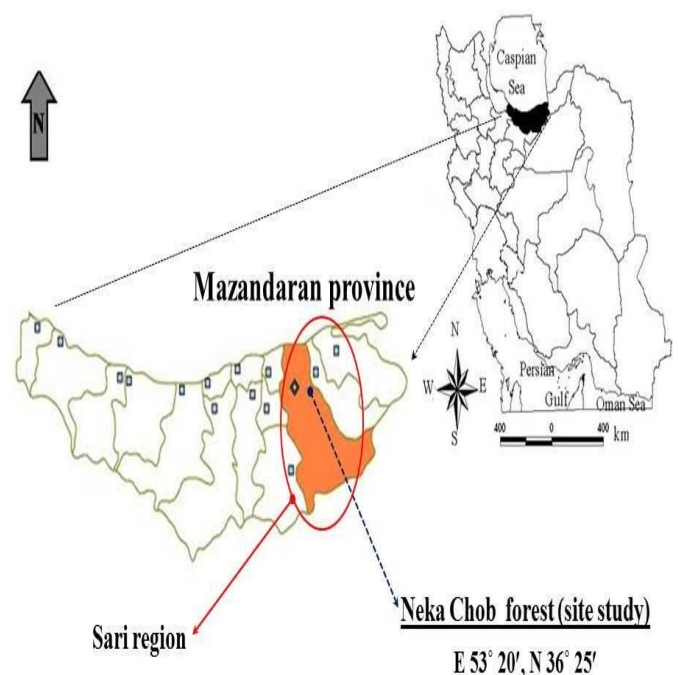 Caspian
Sea
N
Mazandaran province
N
W E
S
Persian
Gulf
Oman Sea
400 0 400
km
Neka Chob forest (site study)
Sari region
E 53° 20', N 36° 25'